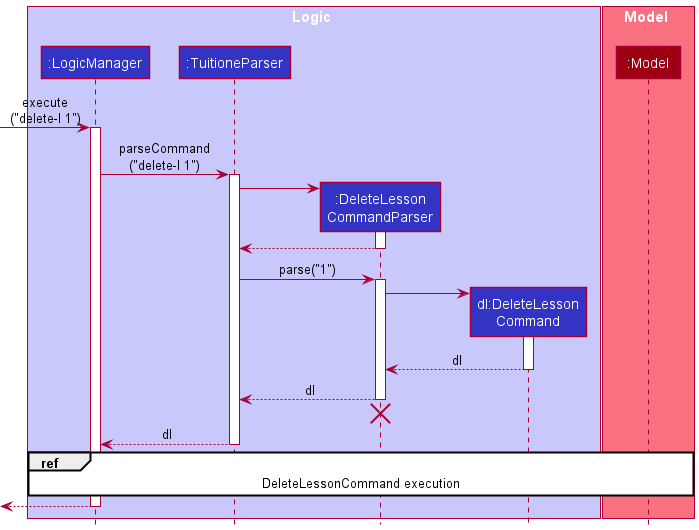 Logic
Model
:LogicManager
:TuitioneParser
:Model
execute
("delete-l 1")
parseCommand
("delete-l 1")
:DeleteLesson
CommandParser
parse("1")
dl:DeleteLesson
Command
dl
dl
dl
ref
DeleteLessonCommand execution